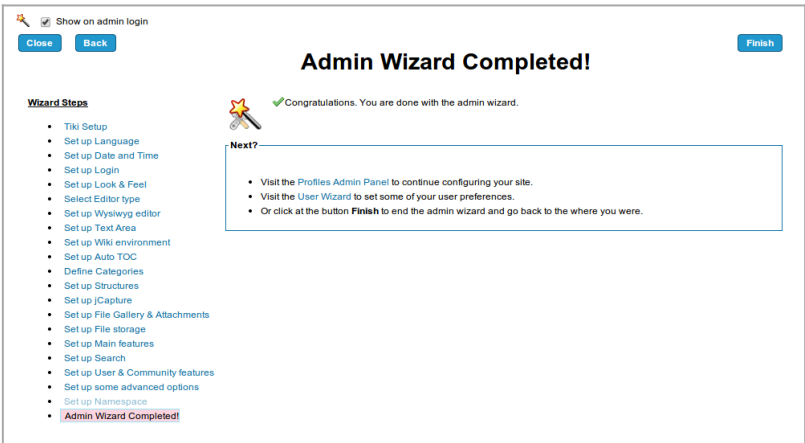 Show on admin login
Close Back Finish
Admin Wizard Completed!
Wizard Steps
Tiki Setup
Set up Language
Set up Date and Time
Set up Login
Set up Look & Feel
Select Editor type
Set up Wysiwyg editor
Set up Text Area
Set up Wiki environment
Set up Auto TOC
Define Categories
Set up Structures
Set up jCapture
Set up File Gallery & Attachments
Set up File storage
Set up Main features
Set up Search
Set up User & Community features
Set up some advanced options
Set up Namespace
Admin Wizard Completed!
Congratulations. You are done with the admin wizard.
Next?
Visit the Profiles Admin Panel to continue configuring your site.
Visit the User Wizard to set some of your user preferences.
Or click at the button Finish to end the admin wizard and go back to the where you were.